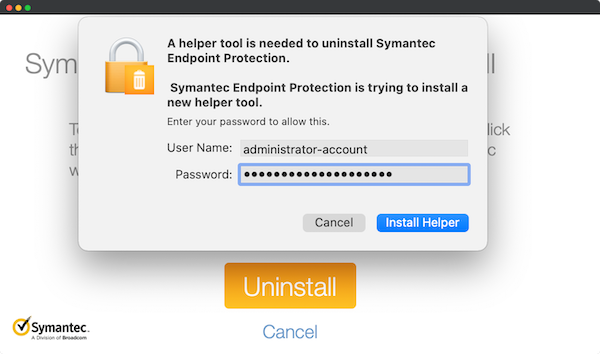 Sym
ll
A helper tool is needed to uninstall Symantec
Endpoint Protection.
Symantec Endpoint Protection is trying to install a
new helper tool.
Enter your password to allow this.
User Name: administrator-account
Password: ••••••••••••••••••••
Cancel Install Helper
Uninstall
Cancel
Symantec.
A Division of Broadcom